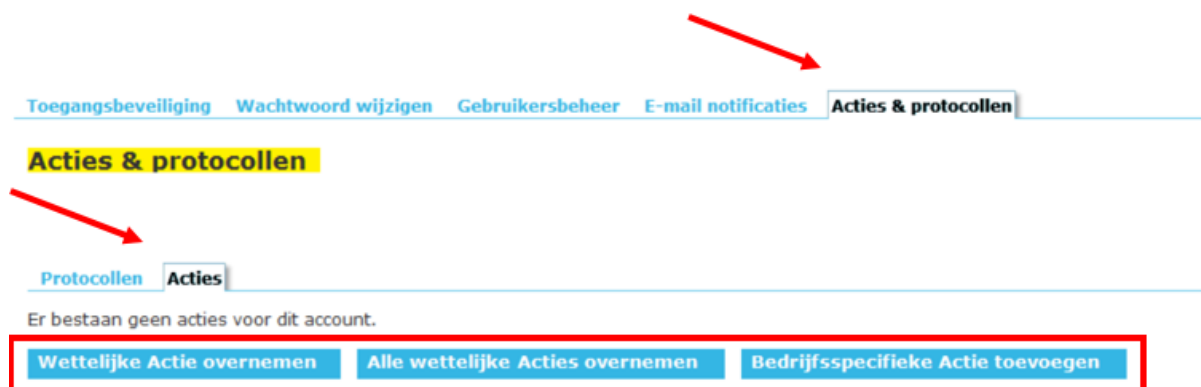 Toegangsbeveiliging Wachtwoord wijzigen Gebruikersbeheer E-mail notificaties Acties & protocollen
Acties & protocollen
Protocollen Acties
Er bestaan geen acties voor dit account.
Wettelijke Actie overnemen Alle wettelijke Acties overnemen Bedrijfsspecifieke Actie toevoegen